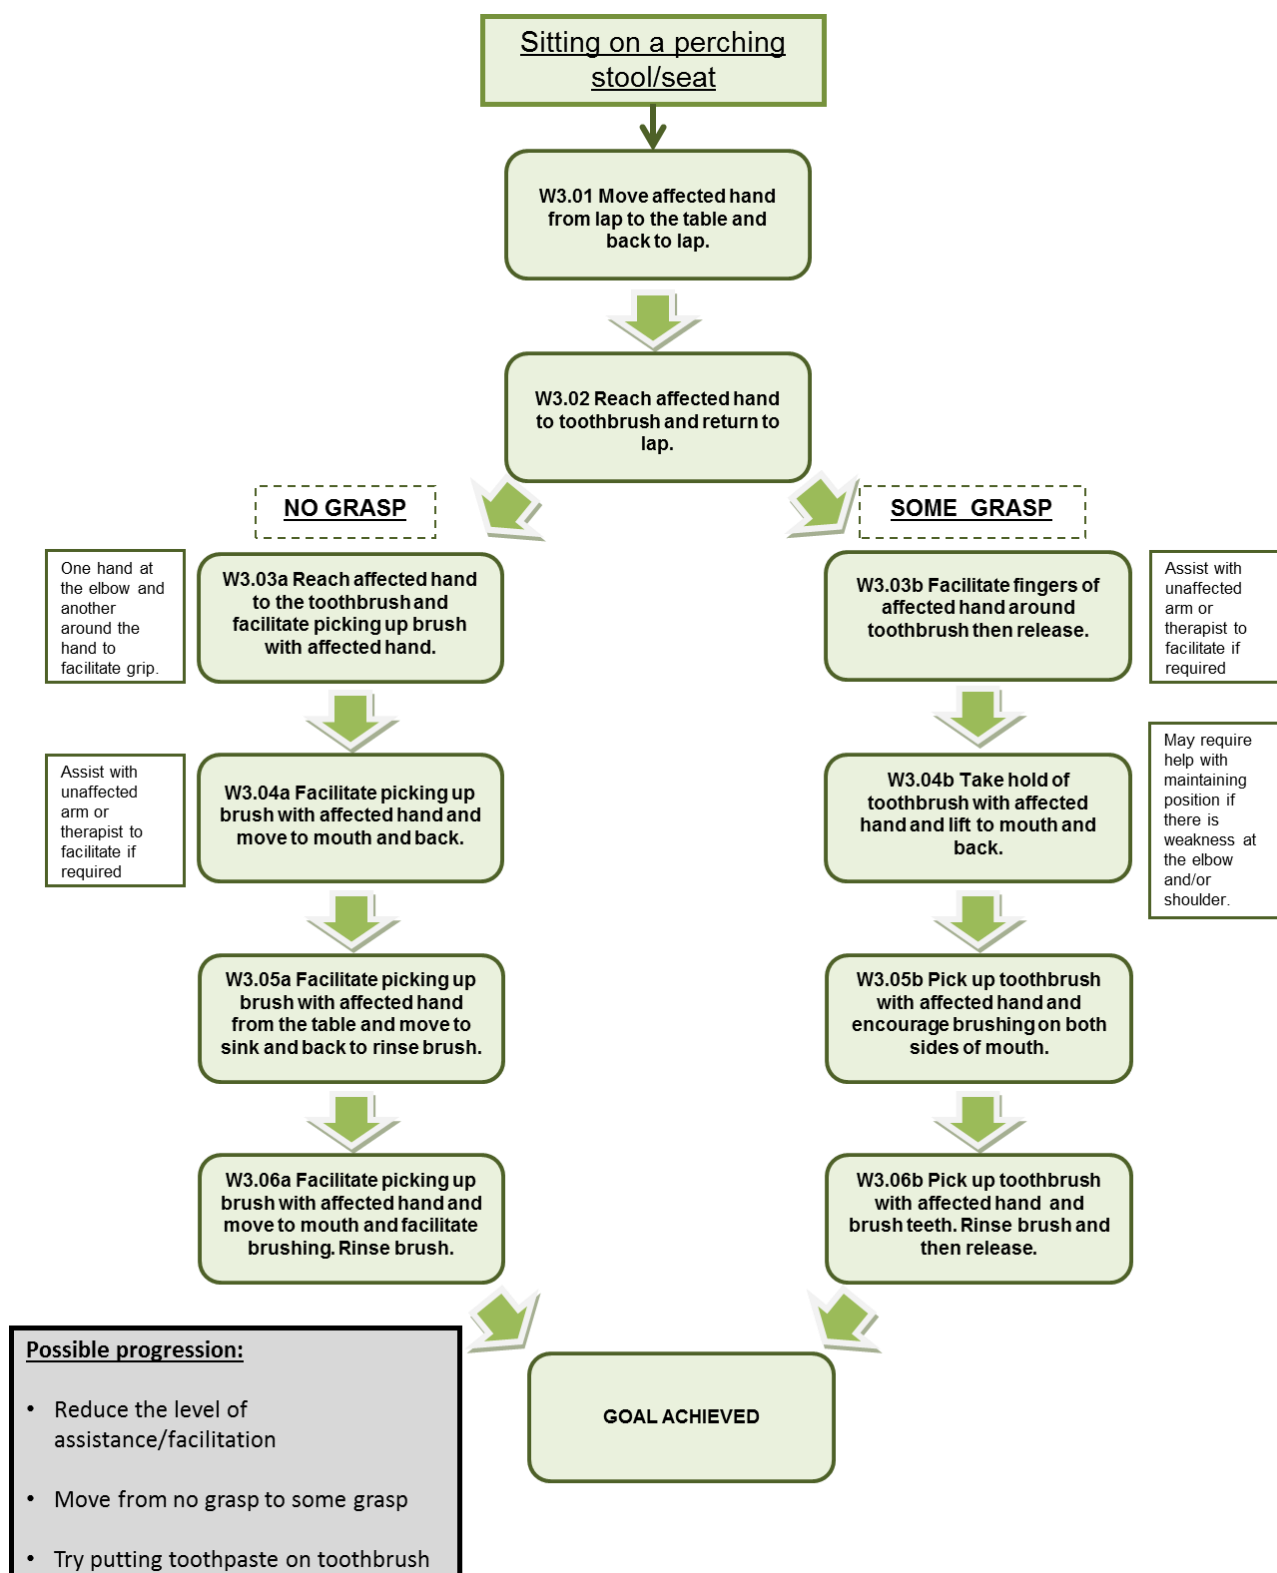 Sitting on a perching
stool/seat
W3.01 Move affected hand
from lap to the table and
back to lap.
W3.02 Reach affected hand
to toothbrush and return to
lap.
NO GRASP
SOME GRASP
One hand at
the elbow and
another
around the
hand to
facilitate grip.
W3.03a Reach affected hand
to the toothbrush and
facilitate picking up brush
with affected hand.
W3.03b Facilitate fingers of
affected hand around
toothbrush then release.
Assist with
unaffected
arm or
therapist to
facilitate if
required
Assist with
unaffected
arm or
therapist to
facilitate if
required
W3.04a Facilitate picking up
brush with affected hand and
move to mouth and back.
W3.04b Take hold of
toothbrush with affected
hand and lift to mouth and
back.
May require
help with
maintaining
position if
there is
weakness at
the elbow
and/or
shoulder.
W3.05a Facilitate picking up
brush with affected hand
from the table and move to
sink and back to rinse brush.
W3.05b Pick up toothbrush
with affected hand and
encourage brushing on both
sides of mouth.
W3.06a Facilitate picking up
brush with affected hand and
move to mouth and facilitate
brushing. Rinse brush.
W3.06b Pick up toothbrush
with affected hand and
brush teeth. Rinse brush and
then release.
Possible progression:
• Reduce the level of
assistance/facilitation
• Move from no grasp to some grasp
• Try putting toothpaste on toothbrush
GOAL ACHIEVED